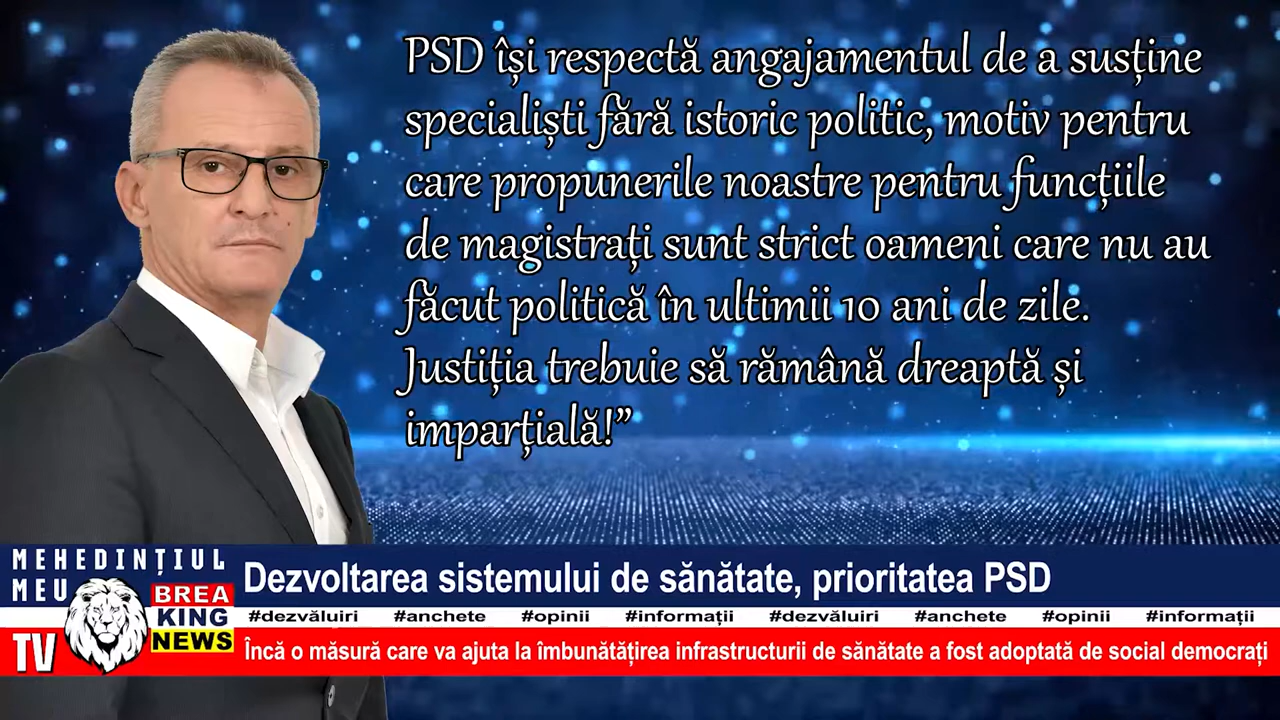 PSD își respectă angajamentul de a susține
specialiști fără istoric politic, motiv pentru
care propunerile noastre pentru funcțiile
de magistrați sunt strict oameni care nu au
făcut politică în ultimii 10 ani de zile.
Justiția trebuie să rămână dreaptă și
imparțială!”
MEHEDINȚIUL
MEU
TV
BREA
KING
NEWS
Dezvoltarea sistemului de sănătate, prioritatea PSD
#dezvăluiri #anchete #opinii #informații #dezvăluiri #anchete #opinii #informații
Încă o măsură care va ajuta la îmbunătățirea infrastructurii de sănătate a fost adoptată de social democrați